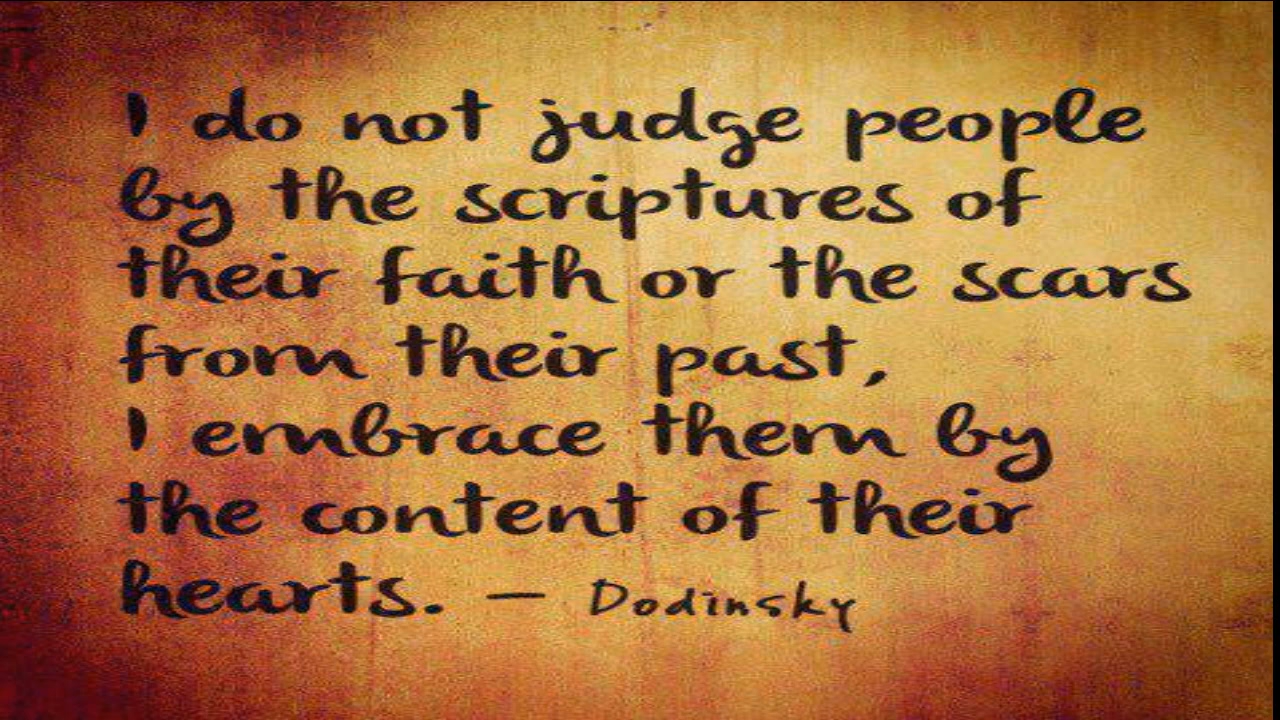 I do not judge people
by the scriptures of
their faith or the scars
from their past,
I embrace them by
the content of their
hearts. — Dodinsky